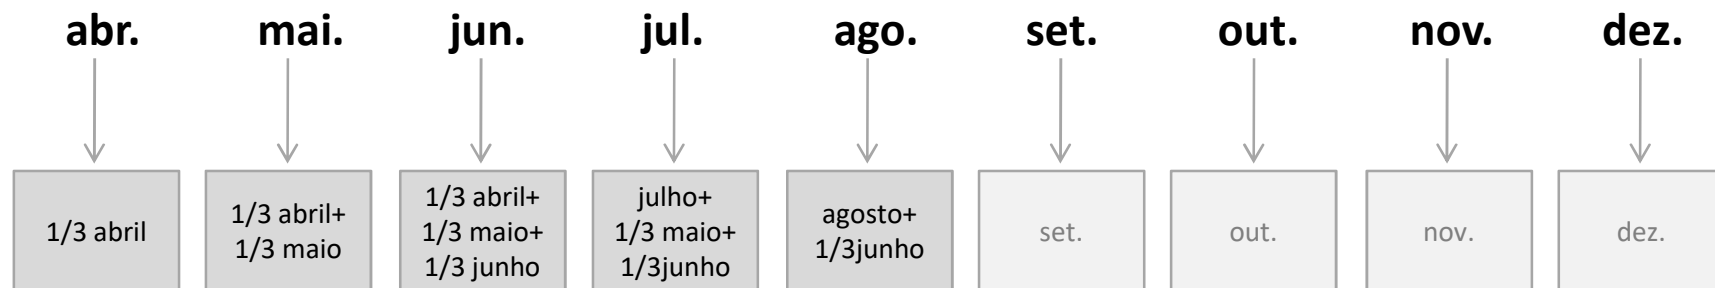 abr. mai. jun. jul. ago. set. out. nov. dez.
1/3 abril
1/3 abril+
1/3 maio
1/3 abril+
1/3 maio+
1/3 junho
julho+
1/3 maio+
1/3junho
agosto+
1/3junho
set.
out.
nov.
dez.